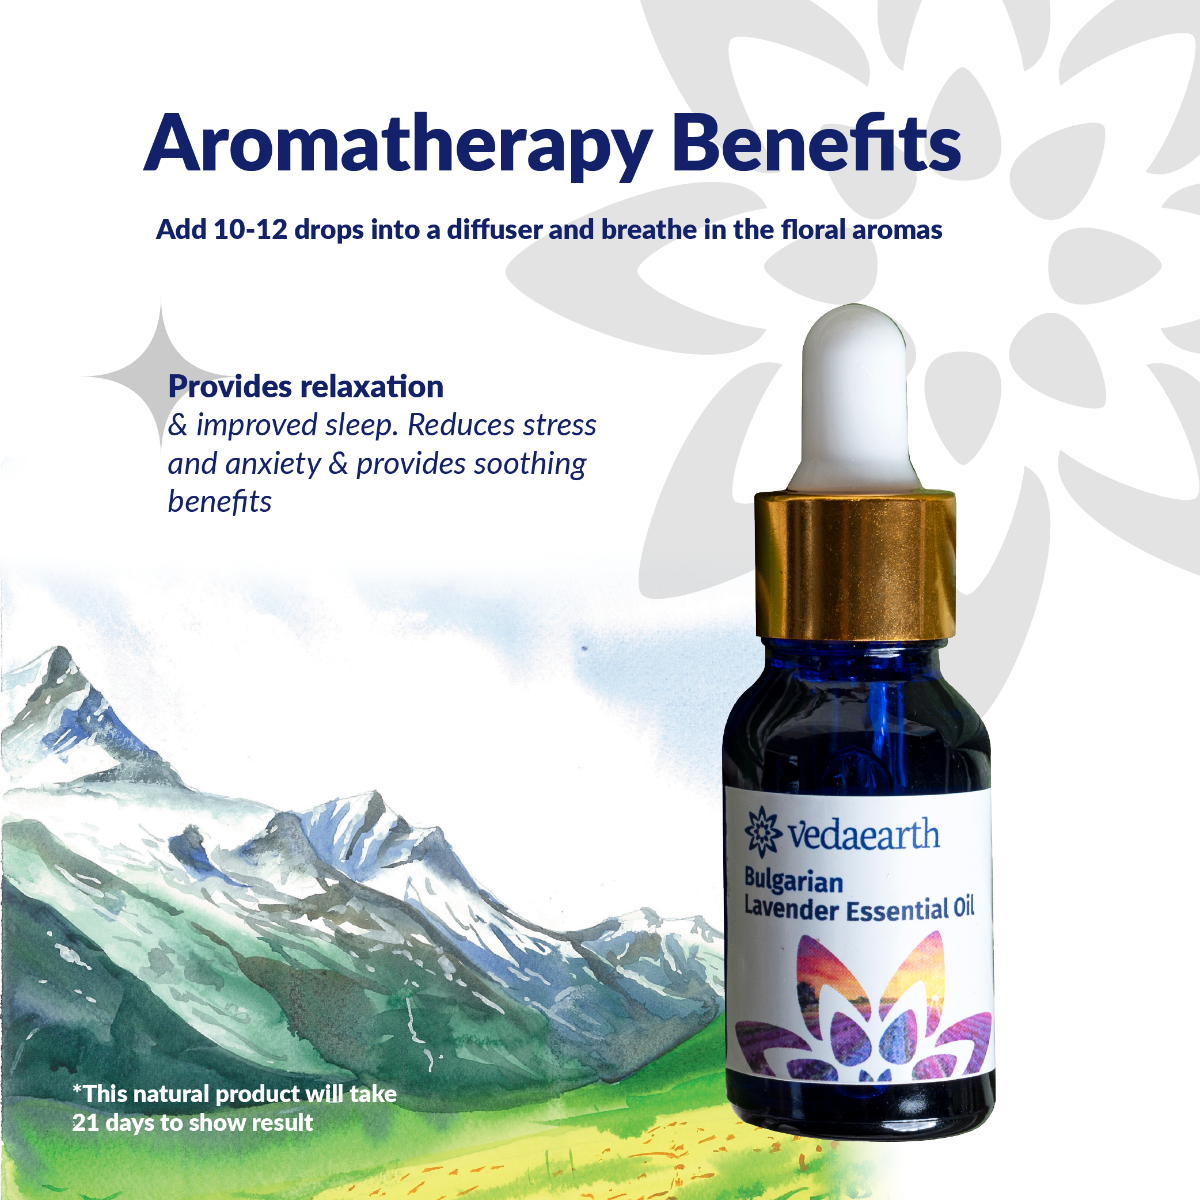 Aromatherapy Benefits
Add 10-12 drops into a diffuser and breathe in the floral aromas
Provides relaxation
& improved sleep. Reduces stress
and anxiety & provides soothing
benefits
vedaearth
Bulgarian
Lavender Essential Oil
*This natural product will take
21 days to show result